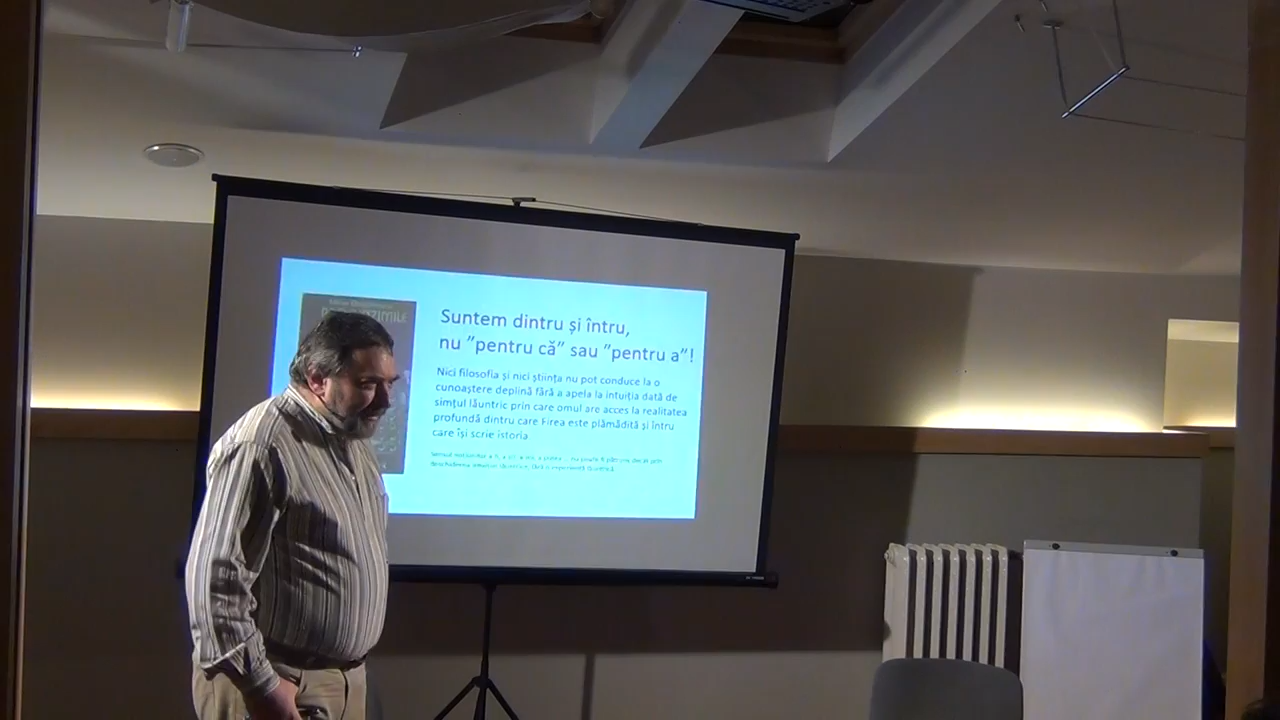 Suntem dintru și întru,
nu ”pentru că” sau ”pentru a”!
Nici filosofia și nici știința nu pot conduce la o
cunoaștere deplină fără a apela la intuiția dată de
simțul lăuntric prin care omul are acces la realitatea
profundă dintru care Firea este plămădită și întru
care își scrie istoria.